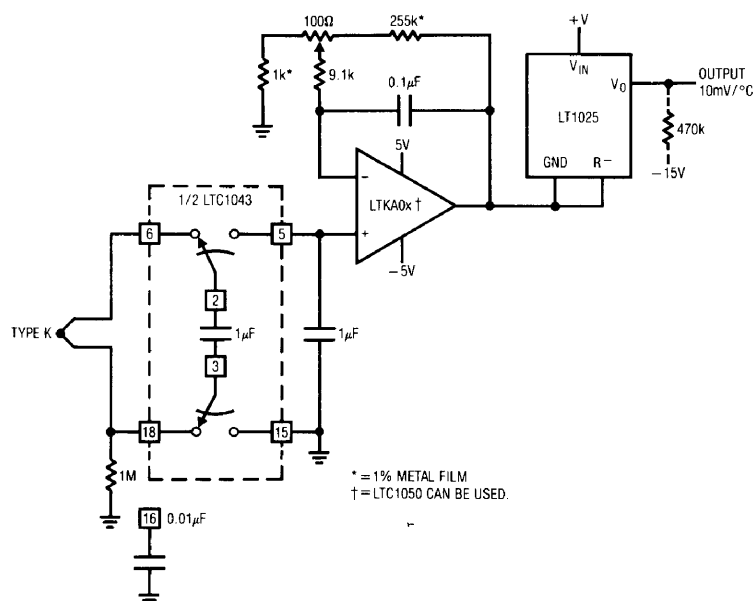 100Ω
255k*
1k*
9.1k
0.1µF
+V
VIN
VO
OUTPUT
10mV/°C
LT1025
470k
GND
R−
−15V
5V
−
LTKA0x†
+
−5V
1/2 LTC1043
6
5
2
1µF
1µF
3
TYPE K
18
15
1M
* = 1% METAL FILM
† = LTC1050 CAN BE USED.
16
0.01µF